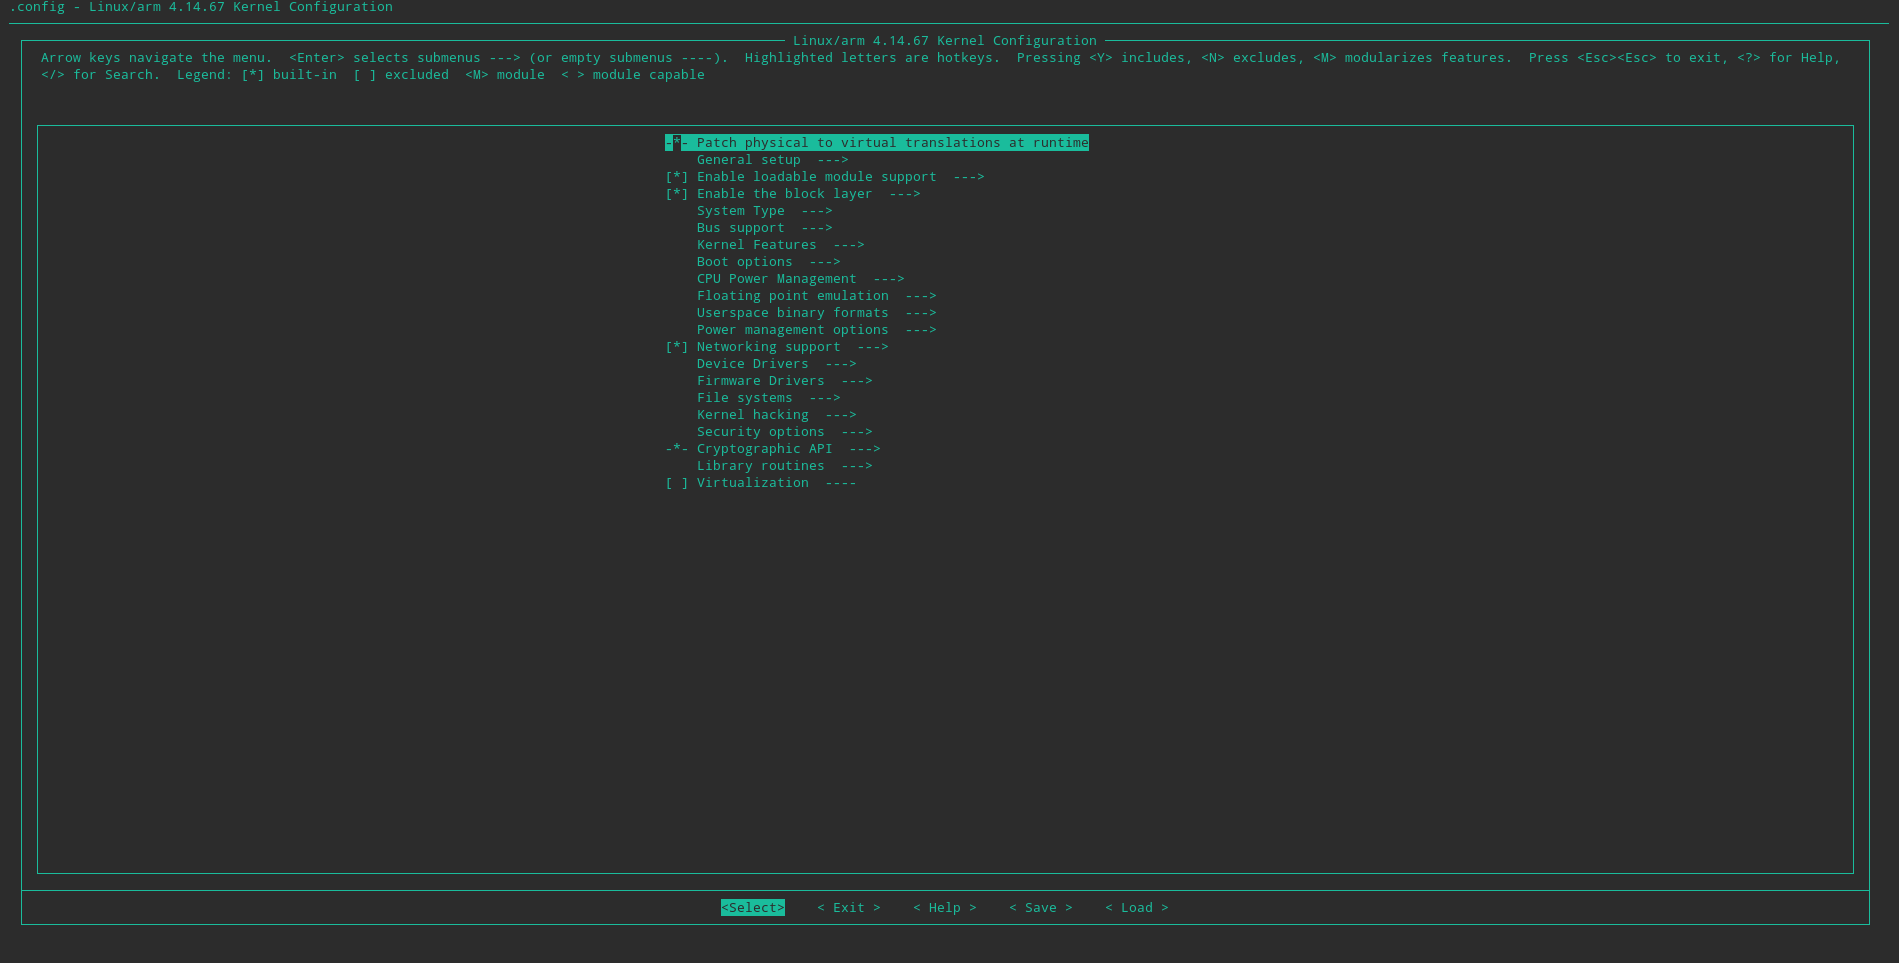 .config - Linux/arm 4.14.67 Kernel Configuration
Linux/arm 4.14.67 Kernel Configuration
Arrow keys navigate the menu.  <Enter> selects submenus ---> (or empty submenus ----).  Highlighted letters are hotkeys.  Pressing <Y> includes, <N> excludes, <M> modularizes features.  Press <Esc><Esc> to exit, <?> for Help,
</> for Search.  Legend: [*] built-in  [ ] excluded  <M> module  < > module capable
-*- Patch physical to virtual translations at runtime
    General setup  --->
[*] Enable loadable module support  --->
[*] Enable the block layer  --->
    System Type  --->
    Bus support  --->
    Kernel Features  --->
    Boot options  --->
    CPU Power Management  --->
    Floating point emulation  --->
    Userspace binary formats  --->
    Power management options  --->
[*] Networking support  --->
    Device Drivers  --->
    Firmware Drivers  --->
    File systems  --->
    Kernel hacking  --->
    Security options  --->
-*- Cryptographic API  --->
    Library routines  --->
[ ] Virtualization  ----
<Select>    < Exit >    < Help >    < Save >    < Load >